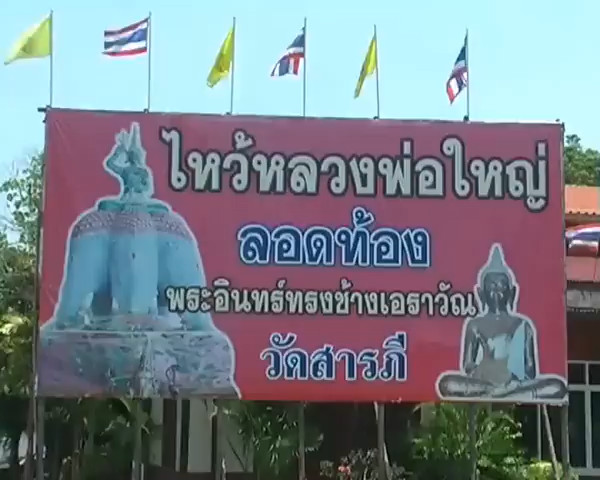 ไหว้หลวงพ่อใหญ่
ลอดท้อง
พระอินทร์ทรงช้างเอราวัณ
วัดสารภี